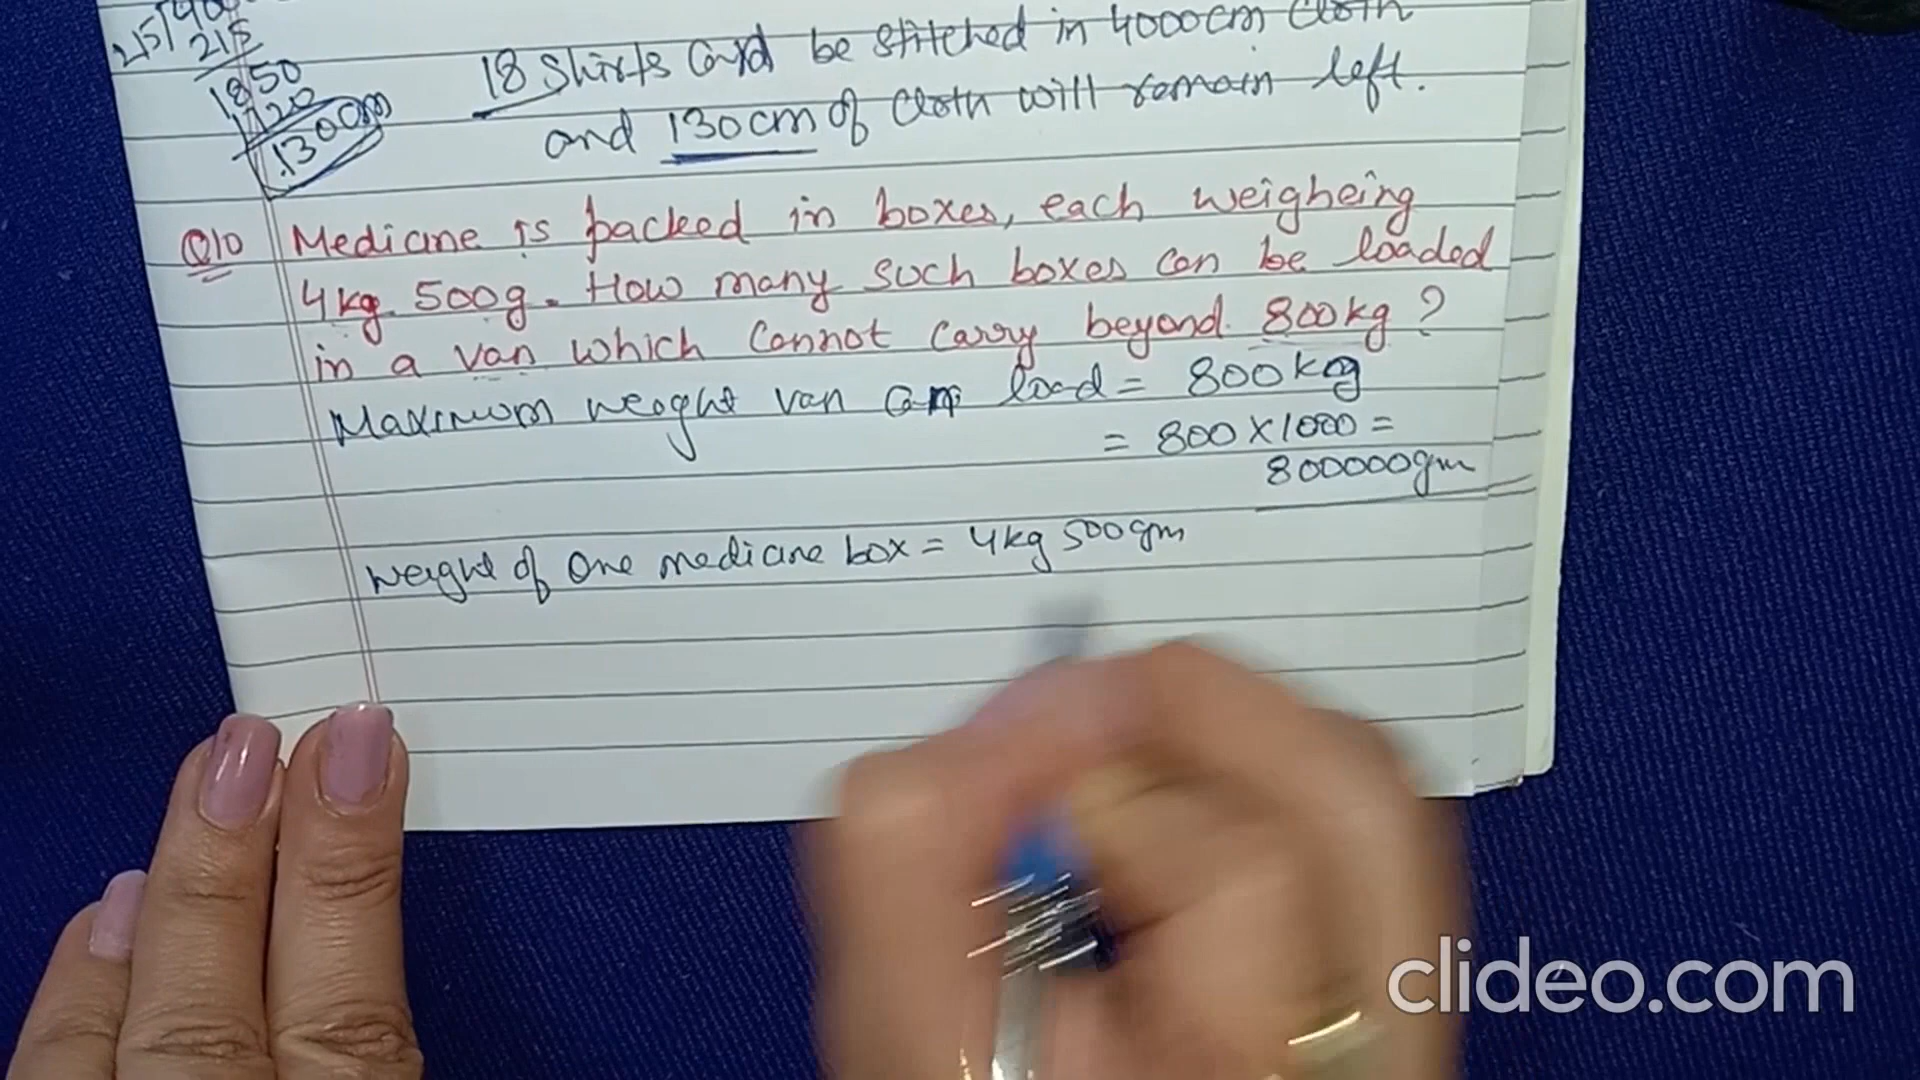 215
215
1850
1720
130cm
18 Shirts could be stitched in 4000cm cloth
and 130cm of cloth will remain left.
Q10 Medicine is packed in boxes, each weigheing
4kg 500g. How many such boxes can be loaded
in a van which cannot carry beyond 800kg?
Maximum weight van can load = 800kg
= 800 x 1000 =
800000gm
Weight of One medicine box = 4kg 500gm
clideo.com